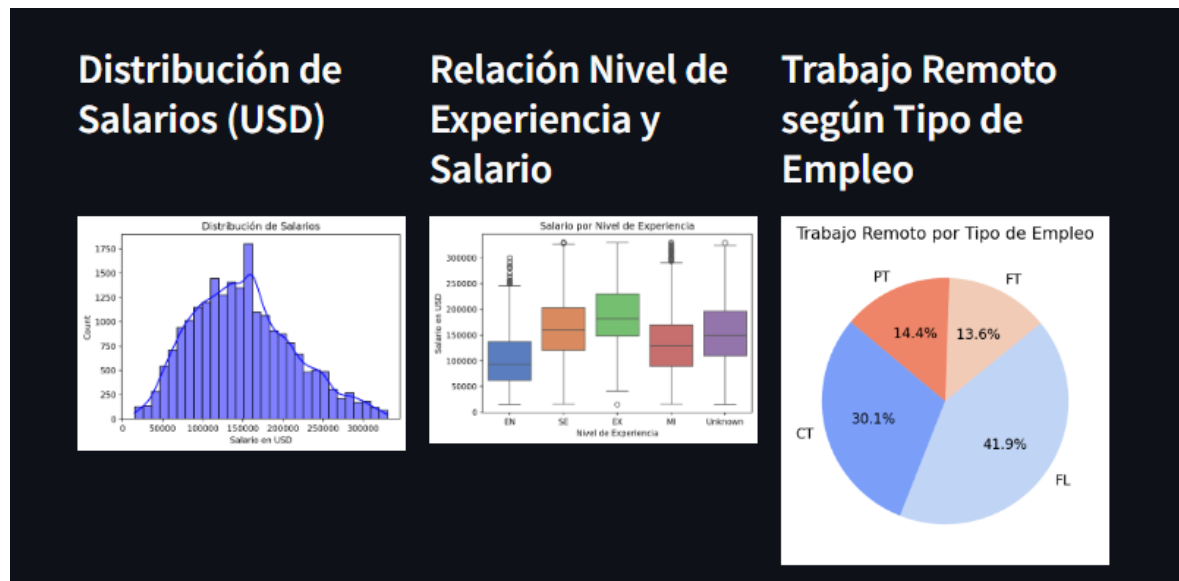 Distribución de
Salarios (USD)
Relación Nivel de
Experiencia y
Salario
Trabajo Remoto
según Tipo de
Empleo
Distribución de Salarios
1750
1500
1250
1000
750
500
250
0
Count
0 50000 100000 150000 200000 250000 300000
Salario en USD
Salario por Nivel de Experiencia
300000
250000
200000
150000
100000
50000
0
Salario en USD
EN SE EX MI Unknown
Nivel de Experiencia
Trabajo Remoto por Tipo de Empleo
PT
FT
14.4%
13.6%
30.1%
CT
41.9%
FL